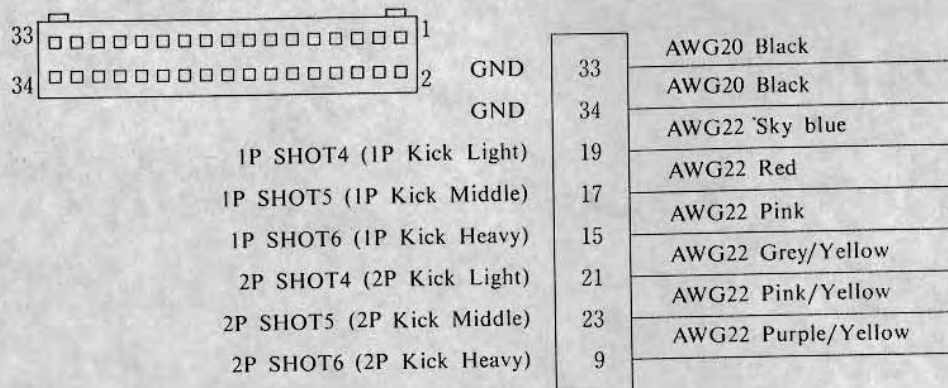 33 1
34 2
AWG20 Black
GND 33
AWG20 Black
GND 34
AWG22 Sky blue
1P SHOT4 (1P Kick Light) 19
AWG22 Red
1P SHOT5 (1P Kick Middle) 17
AWG22 Pink
1P SHOT6 (1P Kick Heavy) 15
AWG22 Grey/Yellow
2P SHOT4 (2P Kick Light) 21
AWG22 Pink/Yellow
2P SHOT5 (2P Kick Middle) 23
AWG22 Purple/Yellow
2P SHOT6 (2P Kick Heavy) 9